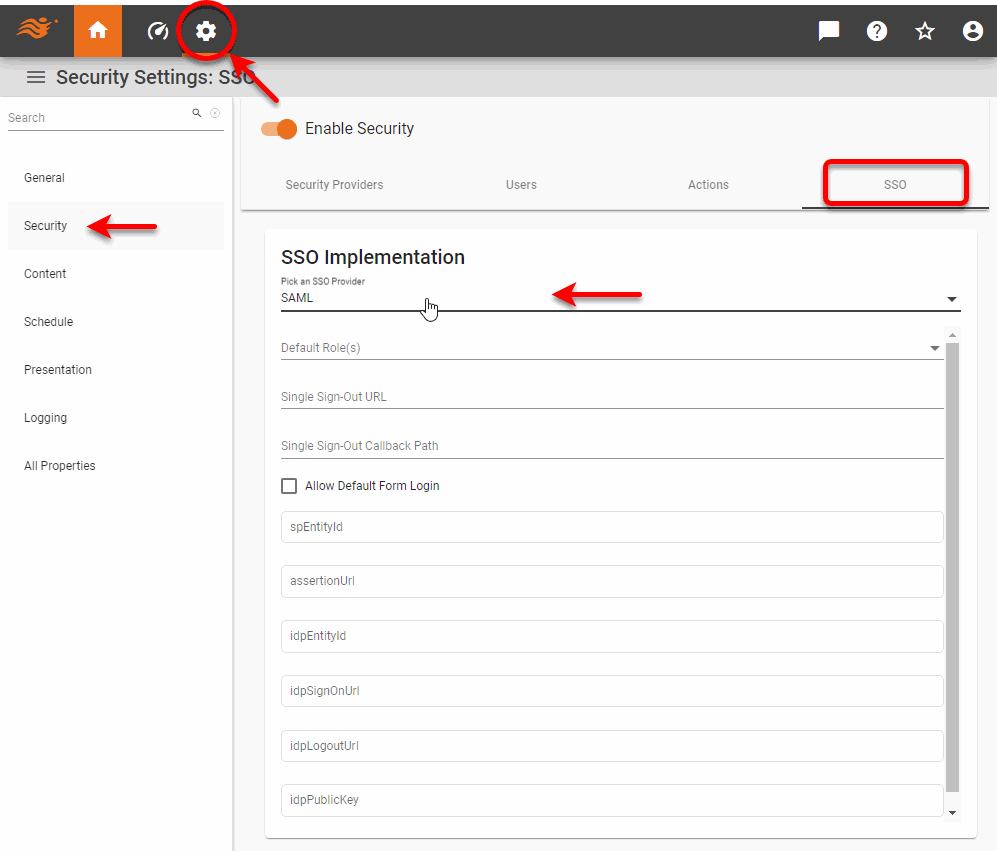 Security Settings: SSO
Search
General
Security
Content
Schedule
Presentation
Logging
All Properties
Enable Security
Security Providers
Users
Actions
SSO
SSO Implementation
Pick an SSO Provider
SAML
Default Role(s)
Single Sign-Out URL
Single Sign-Out Callback Path
Allow Default Form Login
spEntityId
assertionUrl
idpEntityId
idpSignOnUrl
idpLogoutUrl
idpPublicKey